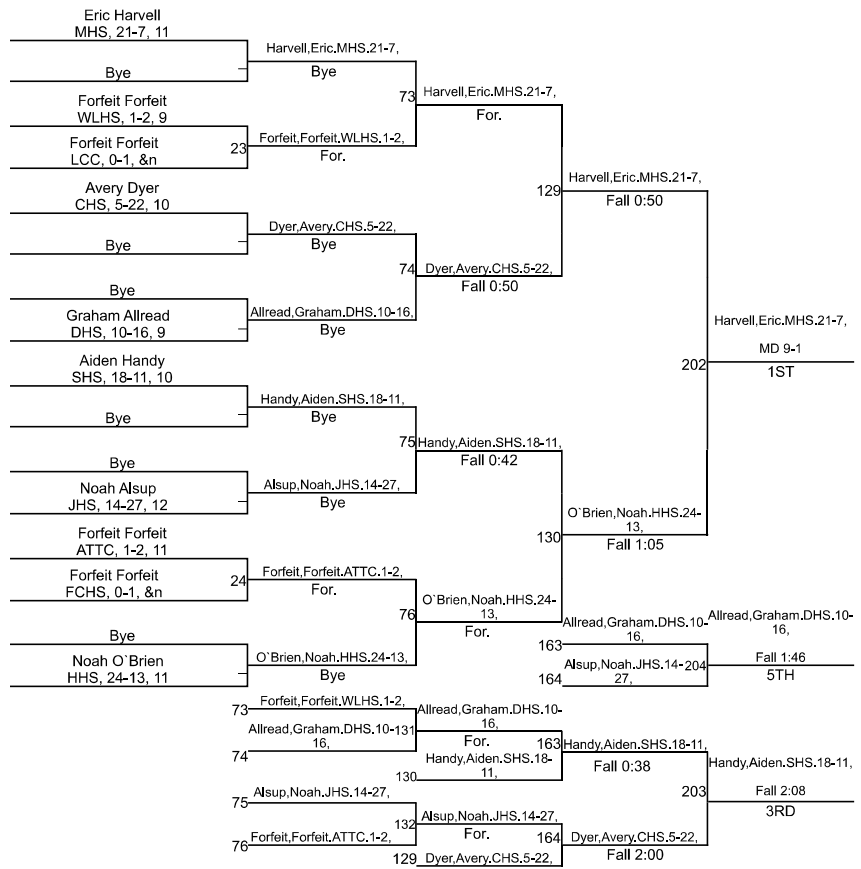 Eric Harvell
MHS, 21-7, 11
Bye
Harvell,Eric.MHS.21-7,
Bye
Forfeit Forfeit
WLHS, 1-2, 9
Forfeit Forfeit
LCC, 0-1, &n
23
Forfeit,Forfeit.WLHS.1-2,
For.
73
Harvell,Eric.MHS.21-7,
For.
Avery Dyer
CHS, 5-22, 10
Bye
Dyer,Avery.CHS.5-22,
Bye
Bye
Graham Allread
DHS, 10-16, 9
Allread,Graham.DHS.10-16,
Bye
74
Dyer,Avery.CHS.5-22,
Fall 0:50
129
Harvell,Eric.MHS.21-7,
Fall 0:50
Aiden Handy
SHS, 18-11, 10
Bye
Handy,Aiden.SHS.18-11,
Bye
Bye
Noah Alsup
JHS, 14-27, 12
Alsup,Noah.JHS.14-27,
Bye
75
Handy,Aiden.SHS.18-11,
Fall 0:42
Forfeit Forfeit
ATTC, 1-2, 11
Forfeit Forfeit
FCHS, 0-1, &n
24
Forfeit,Forfeit.ATTC.1-2,
For.
Bye
Noah O`Brien
HHS, 24-13, 11
O`Brien,Noah.HHS.24-13,
Bye
76
O`Brien,Noah.HHS.24-
13,
For.
130
O`Brien,Noah.HHS.24-
13,
Fall 1:05
202
Harvell,Eric.MHS.21-7,
MD 9-1
1ST
163
Allread,Graham.DHS.10-
16,
164
Alsup,Noah.JHS.14-
27,
204
Allread,Graham.DHS.10-
16,
Fall 1:46
5TH
73
Forfeit,Forfeit.WLHS.1-2,
74
Allread,Graham.DHS.10-
16,
131
Allread,Graham.DHS.10-
16,
For.
130
Handy,Aiden.SHS.18-
11,
163
Handy,Aiden.SHS.18-11,
Fall 0:38
75
Alsup,Noah.JHS.14-27,
76
Forfeit,Forfeit.ATTC.1-2,
132
Alsup,Noah.JHS.14-27,
For.
129
Dyer,Avery.CHS.5-22,
164
Dyer,Avery.CHS.5-22,
Fall 2:00
203
Handy,Aiden.SHS.18-11,
Fall 2:08
3RD